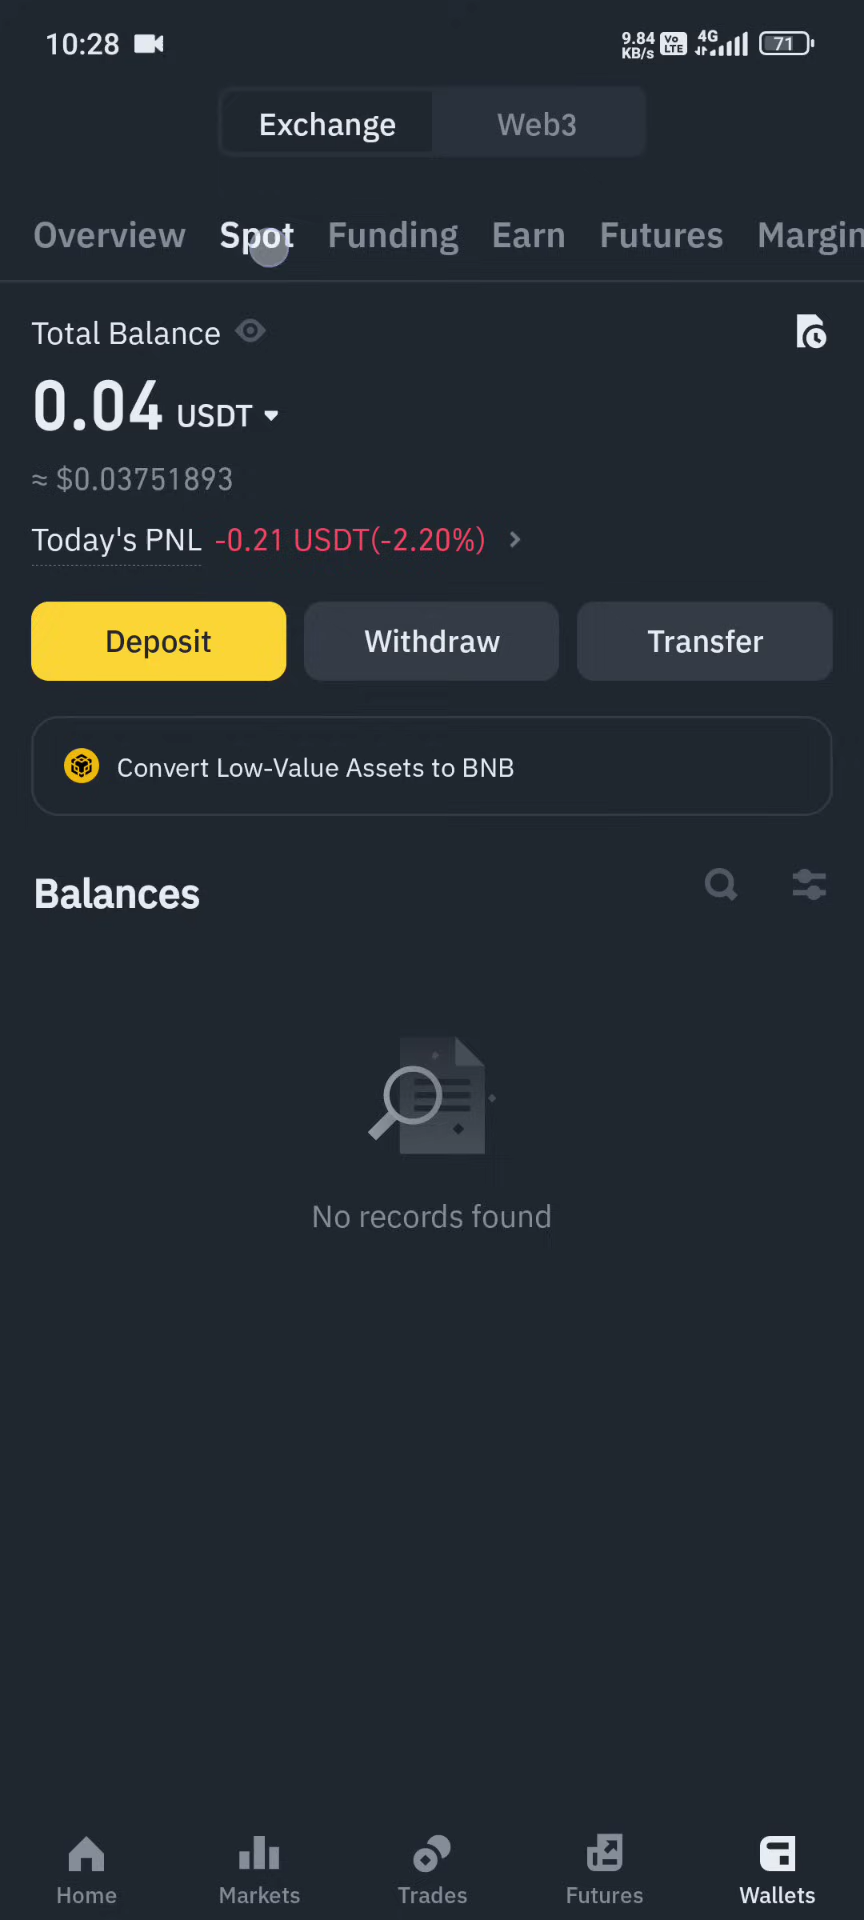 10:28
9.84 KB/s Vo LTE 4G 71
Exchange Web3
Overview Spot Funding Earn Futures Margin
Total Balance
0.04 USDT
≈ $0.03751893
Today's PNL -0.21 USDT(-2.20%)
Deposit Withdraw Transfer
Convert Low-Value Assets to BNB
Balances
No records found
Home Markets Trades Futures Wallets